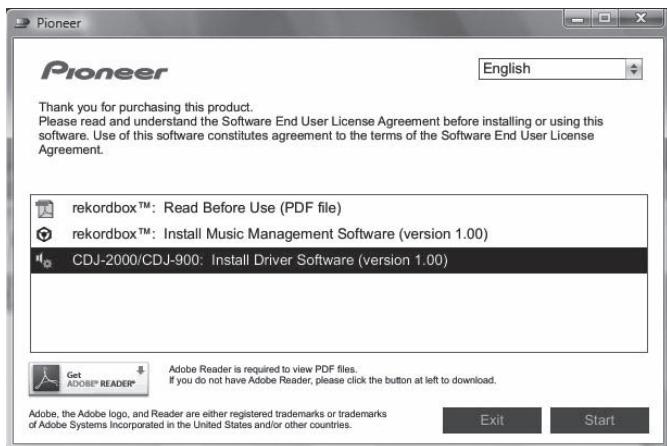 Pioneer
Pioneer
English
Thank you for purchasing this product.
Please read and understand the Software End User License Agreement before installing or using this
software. Use of this software constitutes agreement to the terms of the Software End User License
Agreement.
rekordbox™: Read Before Use (PDF file)
rekordbox™: Install Music Management Software (version 1.00)
CDJ-2000/CDJ-900: Install Driver Software (version 1.00)
Get
ADOBE® READER®
Adobe Reader is required to view PDF files.
If you do not have Adobe Reader, please click the button at left to download.
Adobe, the Adobe logo, and Reader are either registered trademarks or trademarks
of Adobe Systems Incorporated in the United States and/or other countries.
Exit
Start